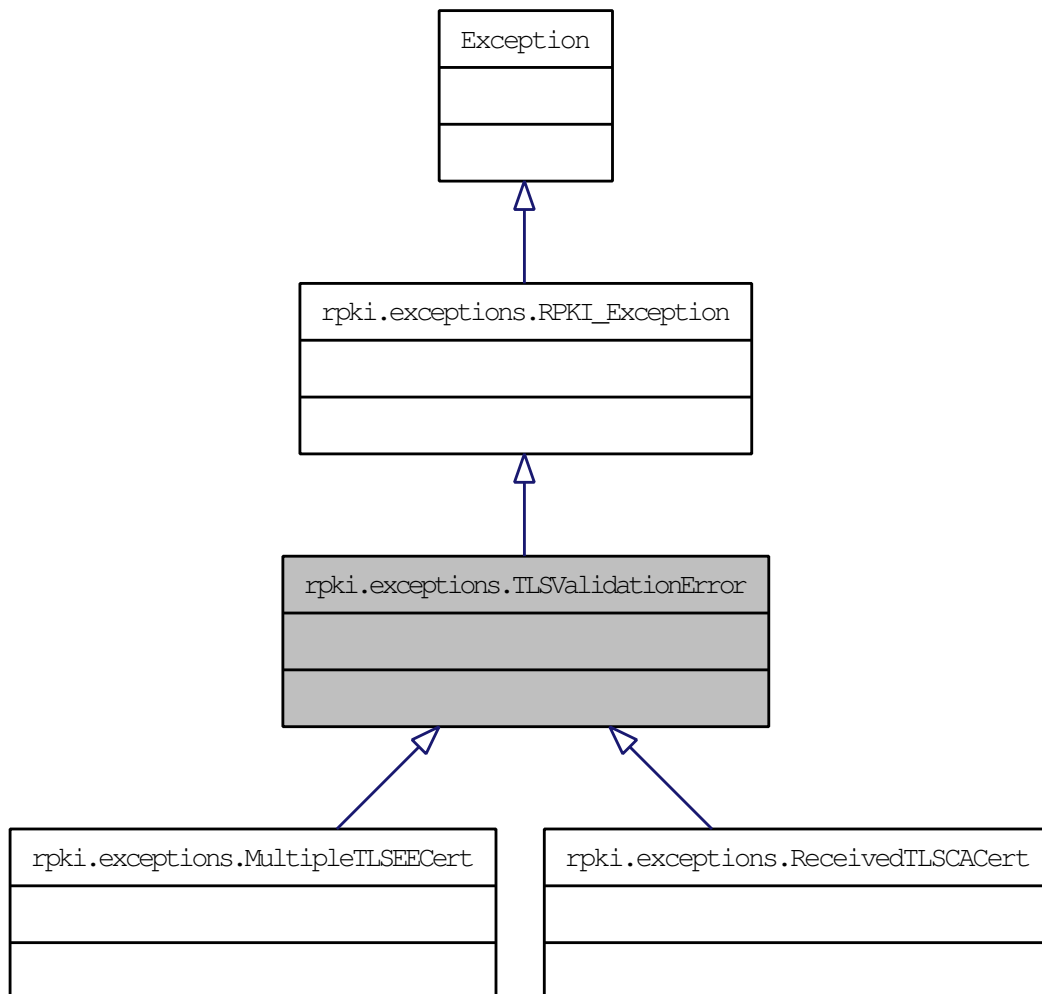 Exception
rpki.exceptions.RPKI_Exception
rpki.exceptions.TLSValidationError
rpki.exceptions.MultipleTLSEECert
rpki.exceptions.ReceivedTLSCACert